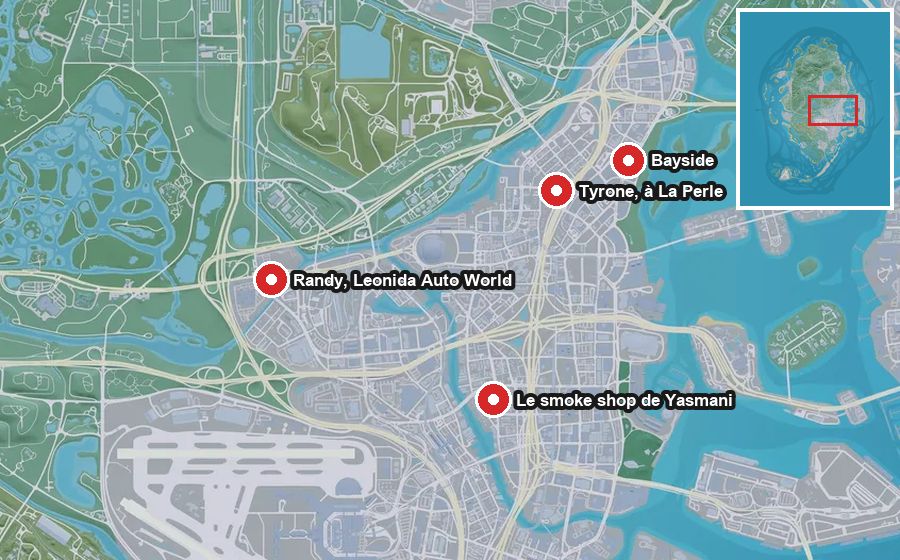 Bayside
Tyrone, à La Perle
Randy, Leonida Auto World
Le smoke shop de Yasmani